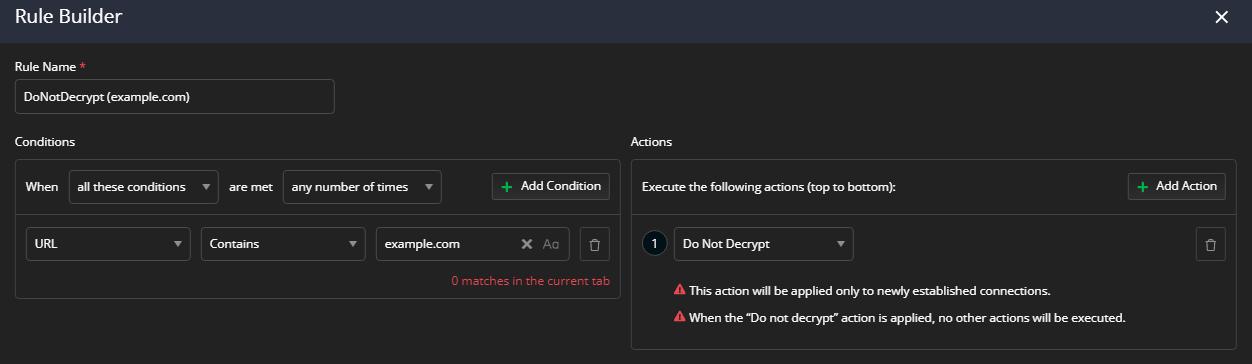 Rule Builder
Rule Name *
DoNotDecrypt (example.com)
Conditions
When all these conditions are met any number of times + Add Condition
URL Contains example.com Aa
0 matches in the current tab
Actions
Execute the following actions (top to bottom): + Add Action
1 Do Not Decrypt
This action will be applied only to newly established connections.
When the “Do not decrypt” action is applied, no other actions will be executed.